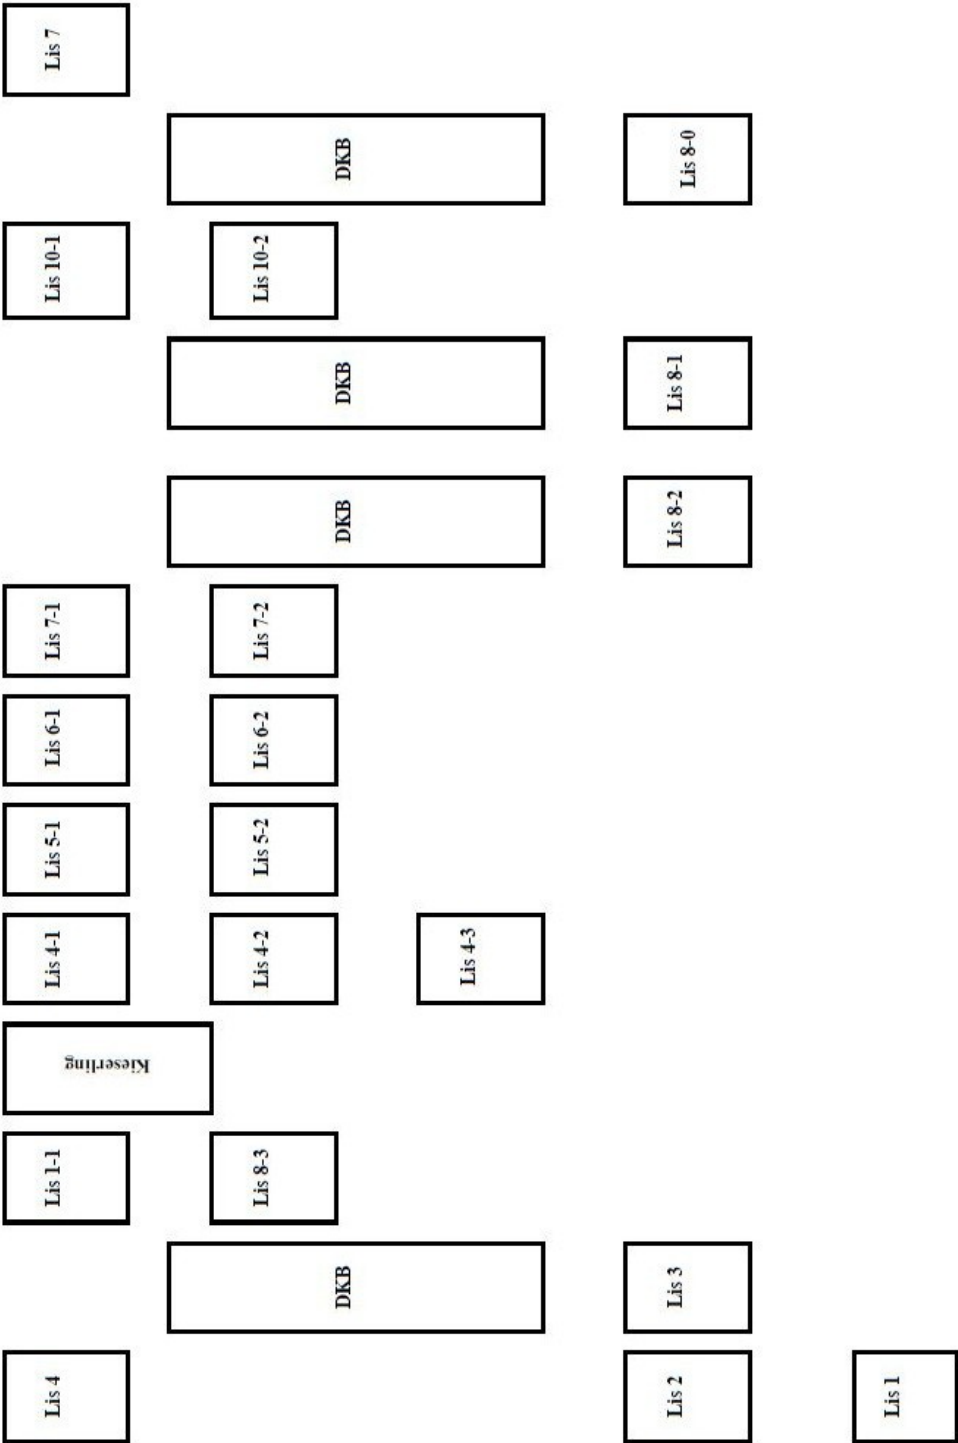 Lis 7
DKB
Lis 8-0
Lis 10-1
Lis 10-2
DKB
Lis 8-1
DKB
Lis 8-2
Lis 7-1
Lis 7-2
Lis 6-1
Lis 6-2
Lis 5-1
Lis 5-2
Lis 4-1
Lis 4-2
Lis 4-3
Kieserling
Lis 1-1
Lis 8-3
DKB
Lis 3
Lis 4
Lis 2
Lis 1